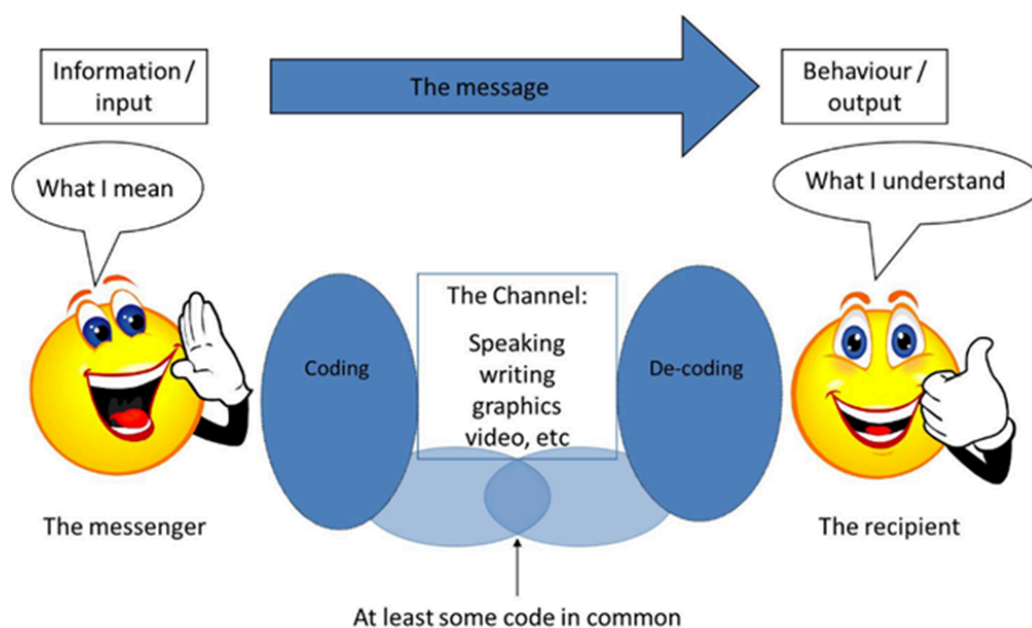 Information /
input
The message
Behaviour /
output
What I mean
What I understand
The Channel:
Speaking
writing
graphics
video, etc
Coding
De-coding
The messenger
The recipient
At least some code in common